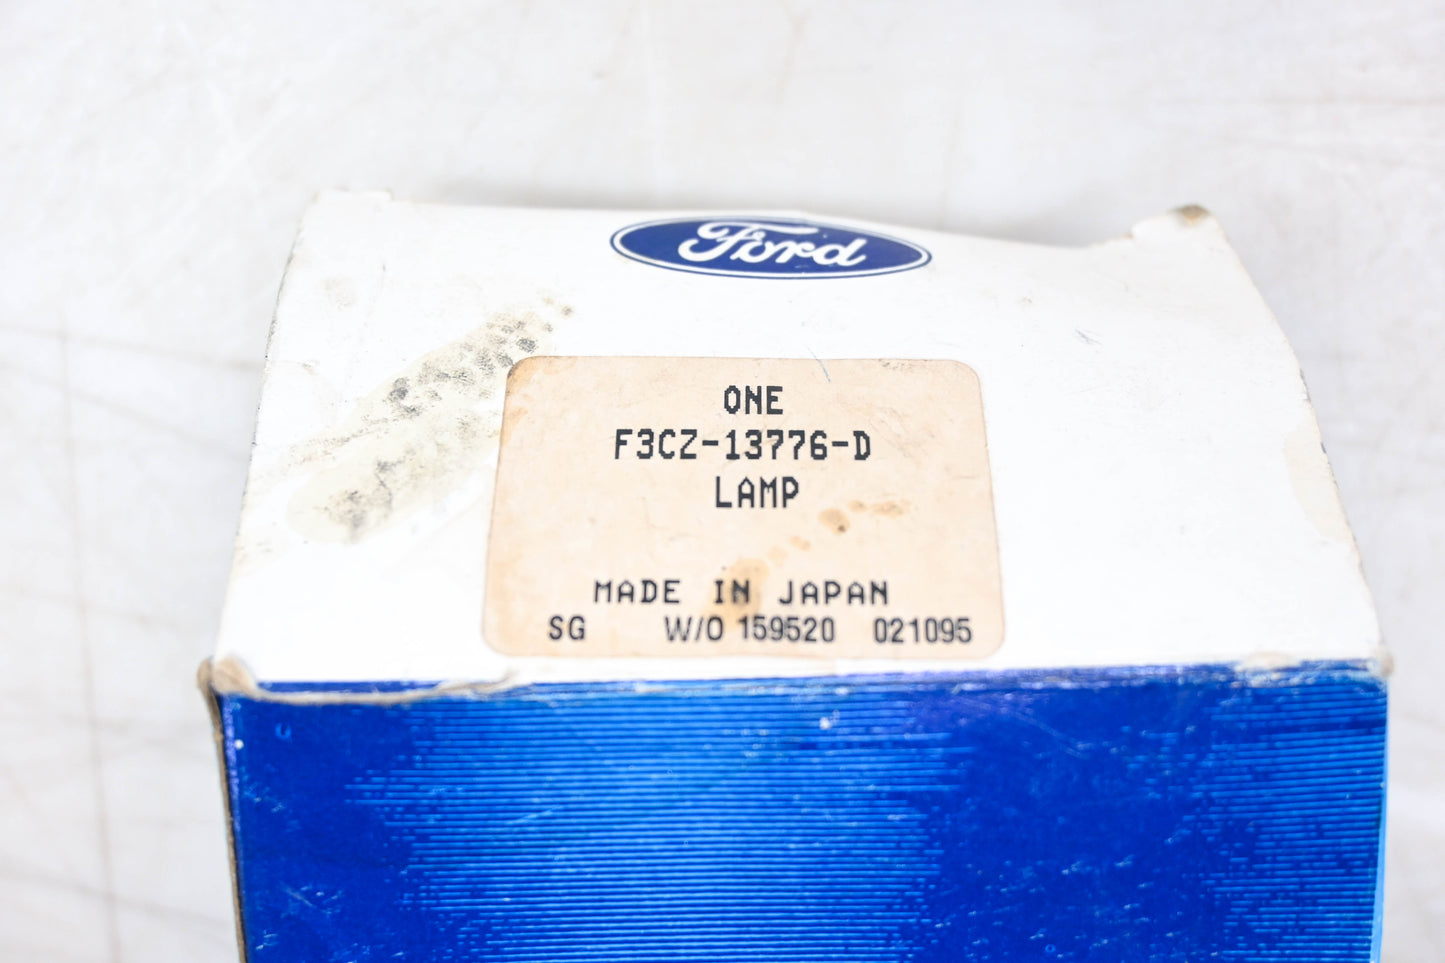 Ford
ONE
F3CZ-13776-D
LAMP
MADE IN JAPAN
SG W/O 159520 021095